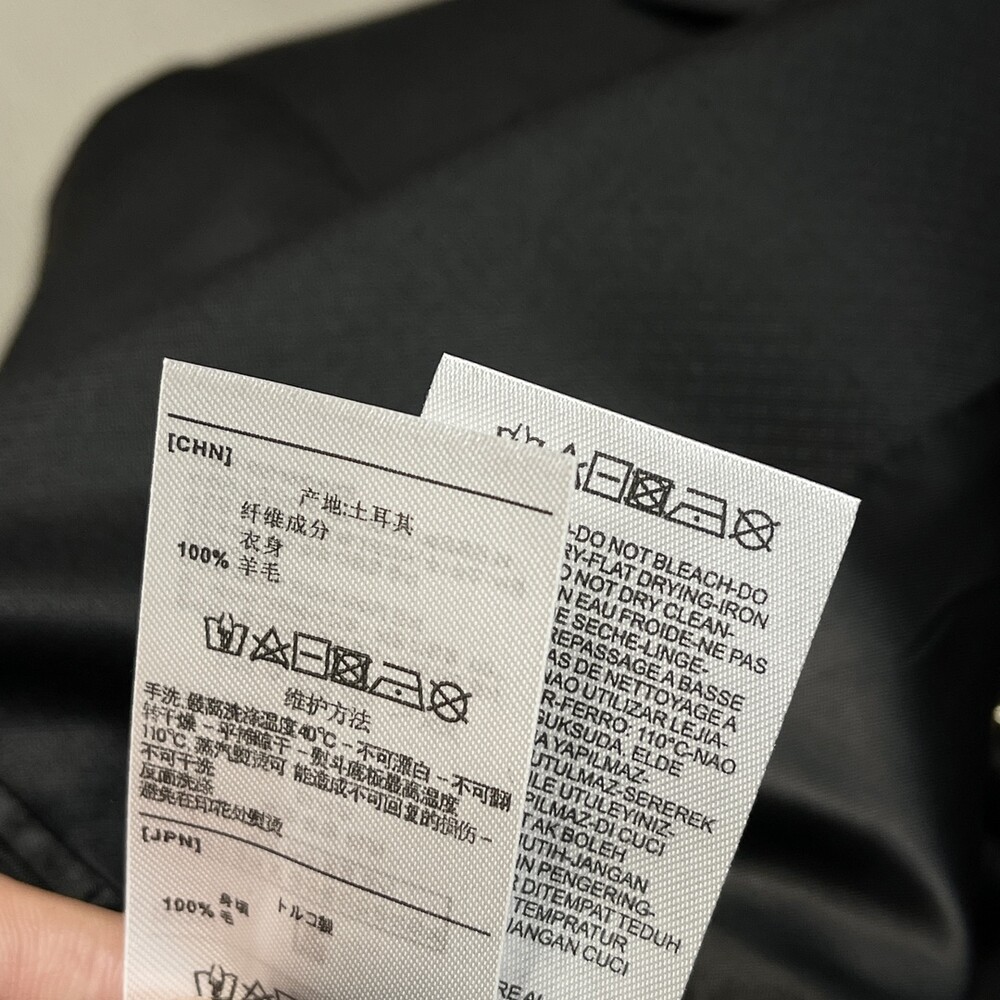 [CHN]
产地:土耳其
纤维成分
衣身
100% 羊毛
维护方法
手洗 最高洗涤温度40℃ - 不可漂白 - 不可翻
转干燥 - 平摊晾干 - 熨斗底板最高温度
110℃ 蒸汽熨烫可 能造成不可回复的损伤 -
不可干洗
反面洗涤
避免在印花处熨烫
[JPN]
身頃
100% 毛
トルコ製
-DO NOT BLEACH-DO
RY-FLAT DRYING-IRON
O NOT DRY CLEAN-
N EAU FROIDE-NE PAS
E SECHE-LINGE-
REPASSAGE A BASSE
AS DE NETTOYAGE A
NAO UTILIZAR LEJIA-
R-FERRO: 110°C-NAO
GUKSUDA, ELDE
A YAPILMAZ-
UTULMAZ-SEREREK
ILE UTULEYINIZ-
PILMAZ-DI CUCI
TAK BOLEH
UTIH-JANGAN
IN PENGERING-
R DITEMPAT TEDUH
TEMPRATUR
JANGAN CUCI